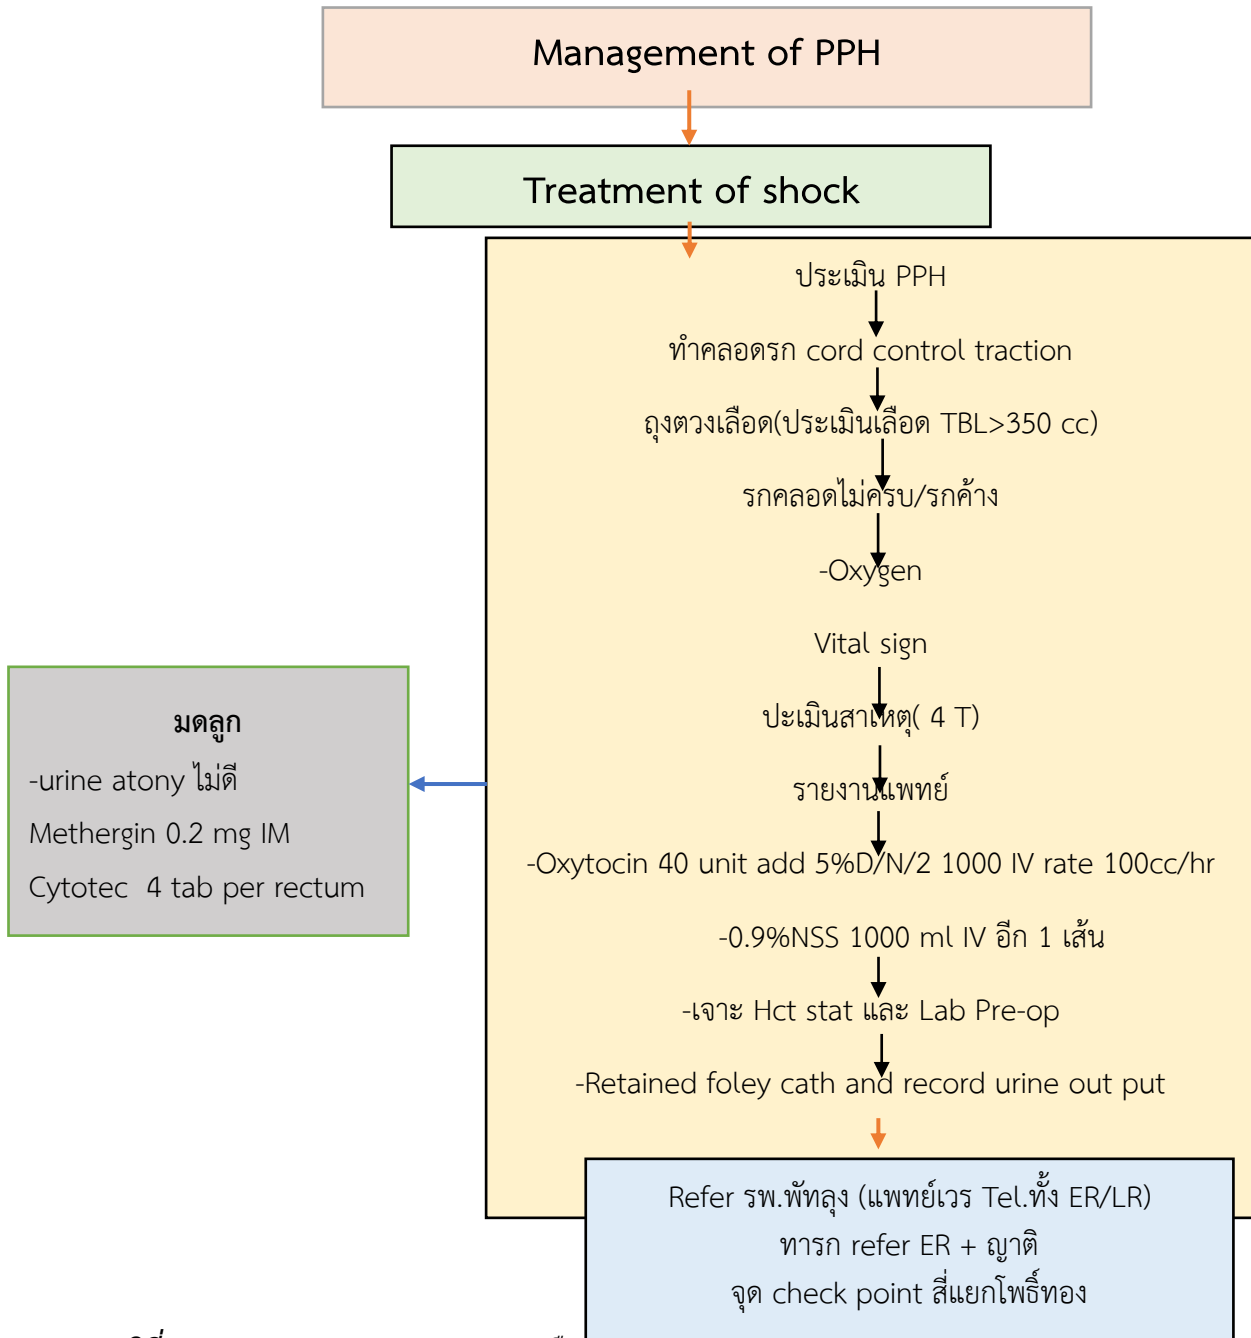 Management of PPH
Treatment of shock
ประเมิน PPH
ทำคลอดรก cord control traction
ถุงตวงเลือด(ประเมินเลือด TBL>350 cc)
รกคลอดไม่ครบ/รกค้าง
-Oxygen
Vital sign
ปะเมินสาเหตุ( 4 T)
รายงานแพทย์
-Oxytocin 40 unit add 5%D/N/2 1000 IV rate 100cc/hr
-0.9%NSS 1000 ml IV อีก 1 เส้น
-เจาะ Hct stat และ Lab Pre-op
-Retained foley cath and record urine out put
มดลูก
-urine atony ไม่ดี
Methergin 0.2 mg IM
Cytotec 4 tab per rectum
Refer รพ.พัทลุง (แพทย์เวร Tel.ทั้ง ER/LR)
ทารก refer ER + ญาติ
จุด check point สี่แยกโพธิ์ทอง